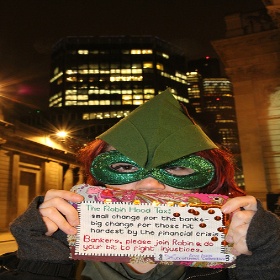 The Robin Hood Tax:
small change for the banks-
big change for those hit
hardest by the financial crisis
Bankers, please join Robin & do
your bit to fight injustices.